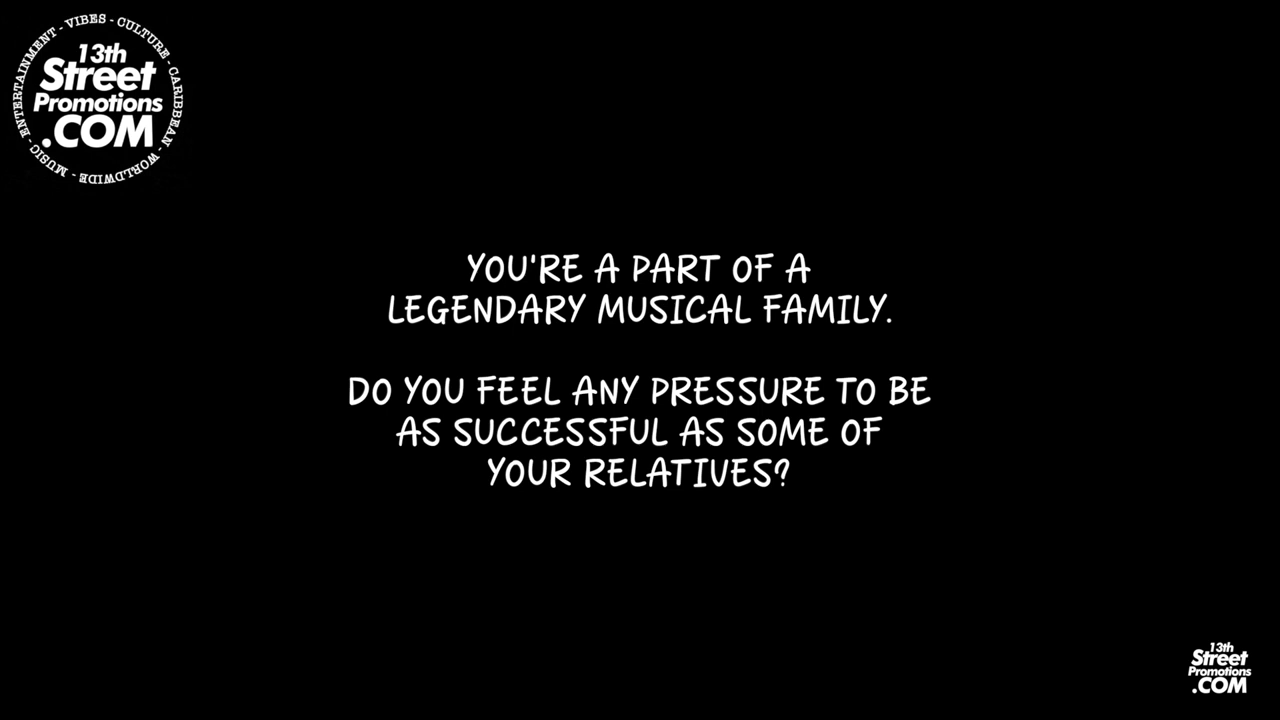 ENTERTAINMENT - VIBES - CULTURE - CARIBBEAN - WORLDWIDE - MUSIC -
13th
Street
Promotions
.COM
YOU'RE A PART OF A
LEGENDARY MUSICAL FAMILY.
DO YOU FEEL ANY PRESSURE TO BE
AS SUCCESSFUL AS SOME OF
YOUR RELATIVES?
13th
Street
Promotions
.COM